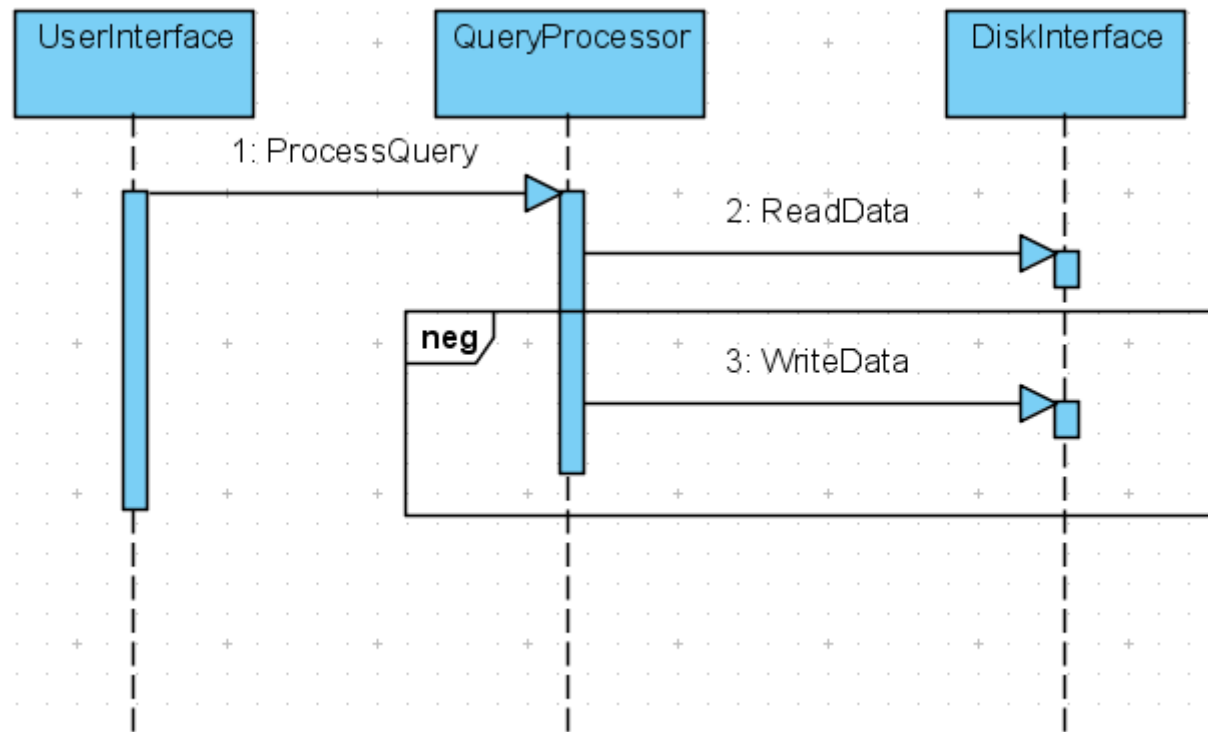 UserInterface
QueryProcessor
DiskInterface
1: ProcessQuery
2: ReadData
neg
3: WriteData